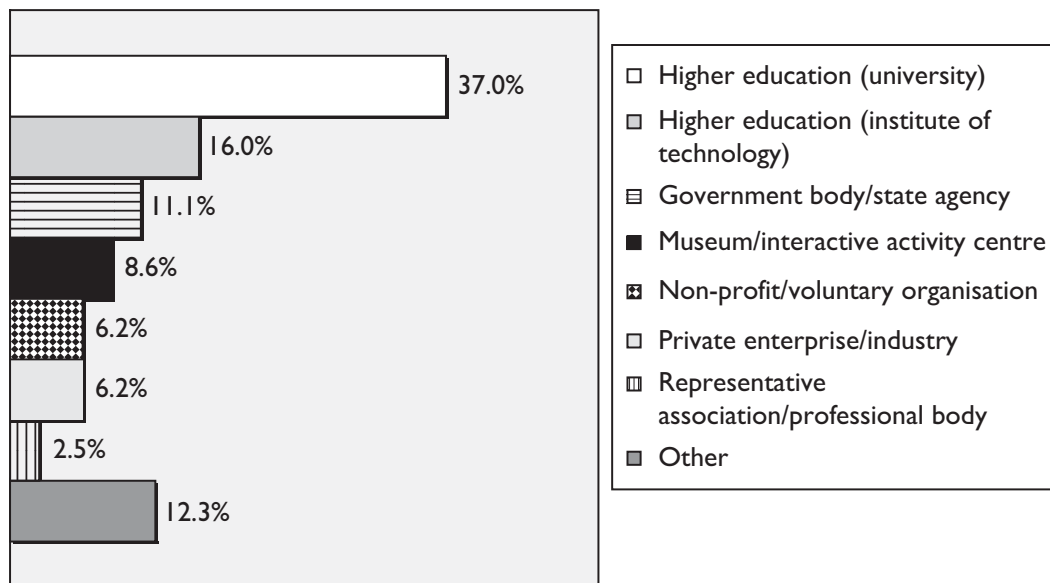 37.0%
16.0%
11.1%
8.6%
6.2%
6.2%
2.5%
12.3%
Higher education (university)
Higher education (institute of
technology)
Government body/state agency
Museum/interactive activity centre
Non-profit/voluntary organisation
Private enterprise/industry
Representative
association/professional body
Other